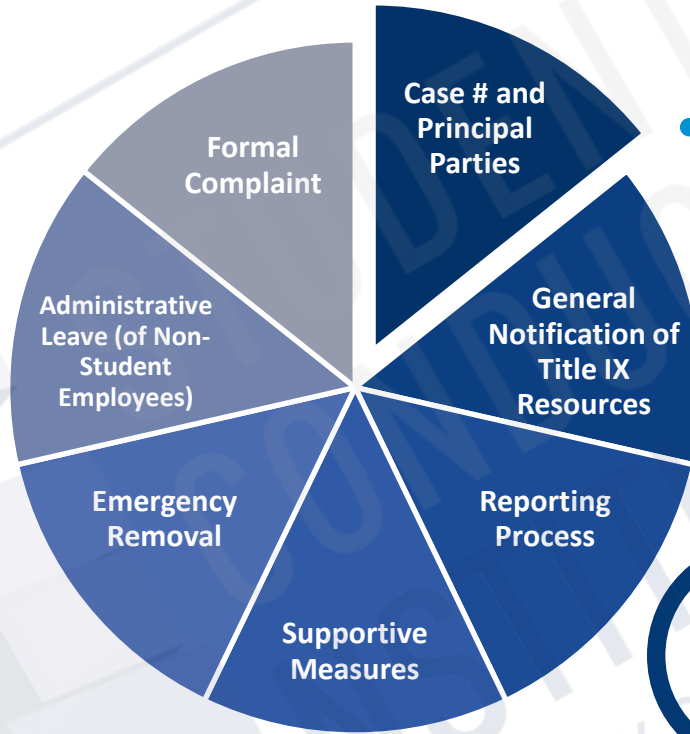 Case # and
Principal
Parties
General
Notification of
Title IX
Resources
Reporting
Process
Supportive
Measures
Emergency
Removal
Administrative
Leave (of Non-
Student
Employees)
Formal
Complaint